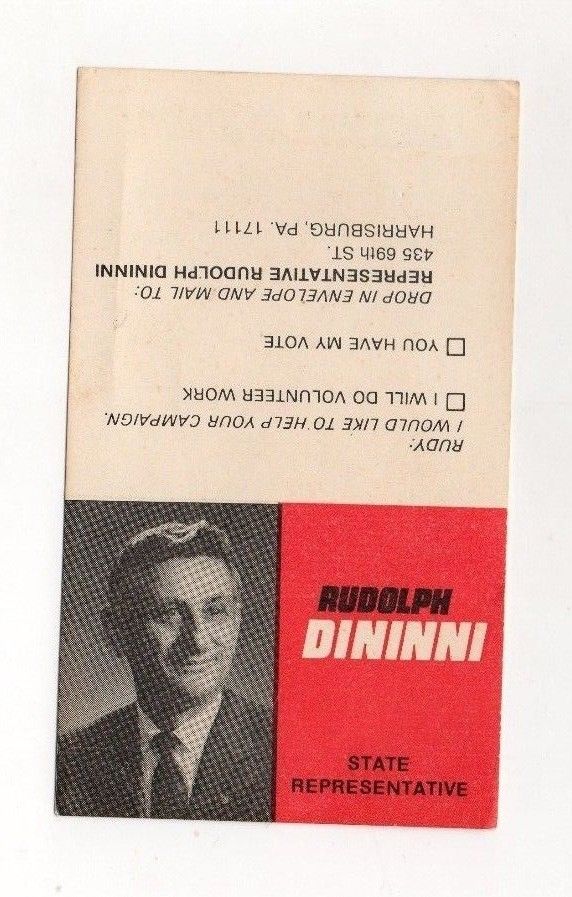 RUDY:
I WOULD LIKE TO HELP YOUR CAMPAIGN.
I WILL DO VOLUNTEER WORK
YOU HAVE MY VOTE
DROP IN ENVELOPE AND MAIL TO:
REPRESENTATIVE RUDOLPH DININNI
435 69th ST.
HARRISBURG, PA. 17111
RUDOLPH
DININNI
STATE
REPRESENTATIVE